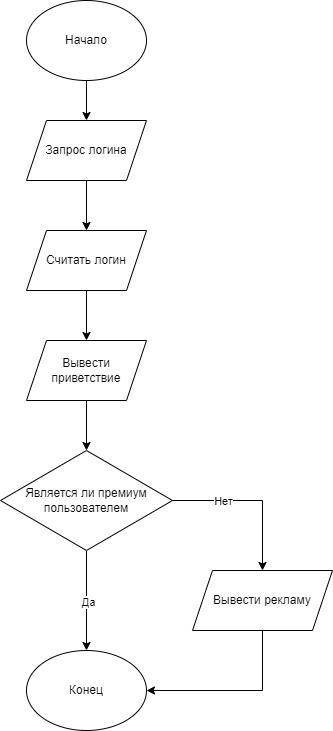 Начало
Запрос логина
Считать логин
Вывести
приветствие
Является ли премиум
пользователем
Нет
Вывести рекламу
Да
Конец